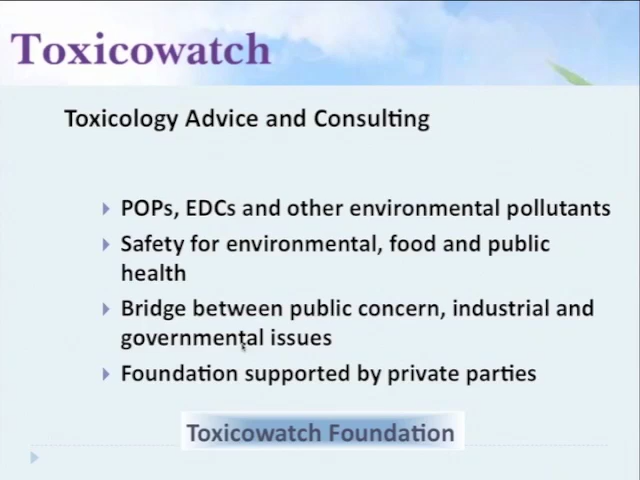 Toxicowatch
Toxicology Advice and Consulting
POPs, EDCs and other environmental pollutants
Safety for environmental, food and public
health
Bridge between public concern, industrial and
governmental issues
Foundation supported by private parties
Toxicowatch Foundation